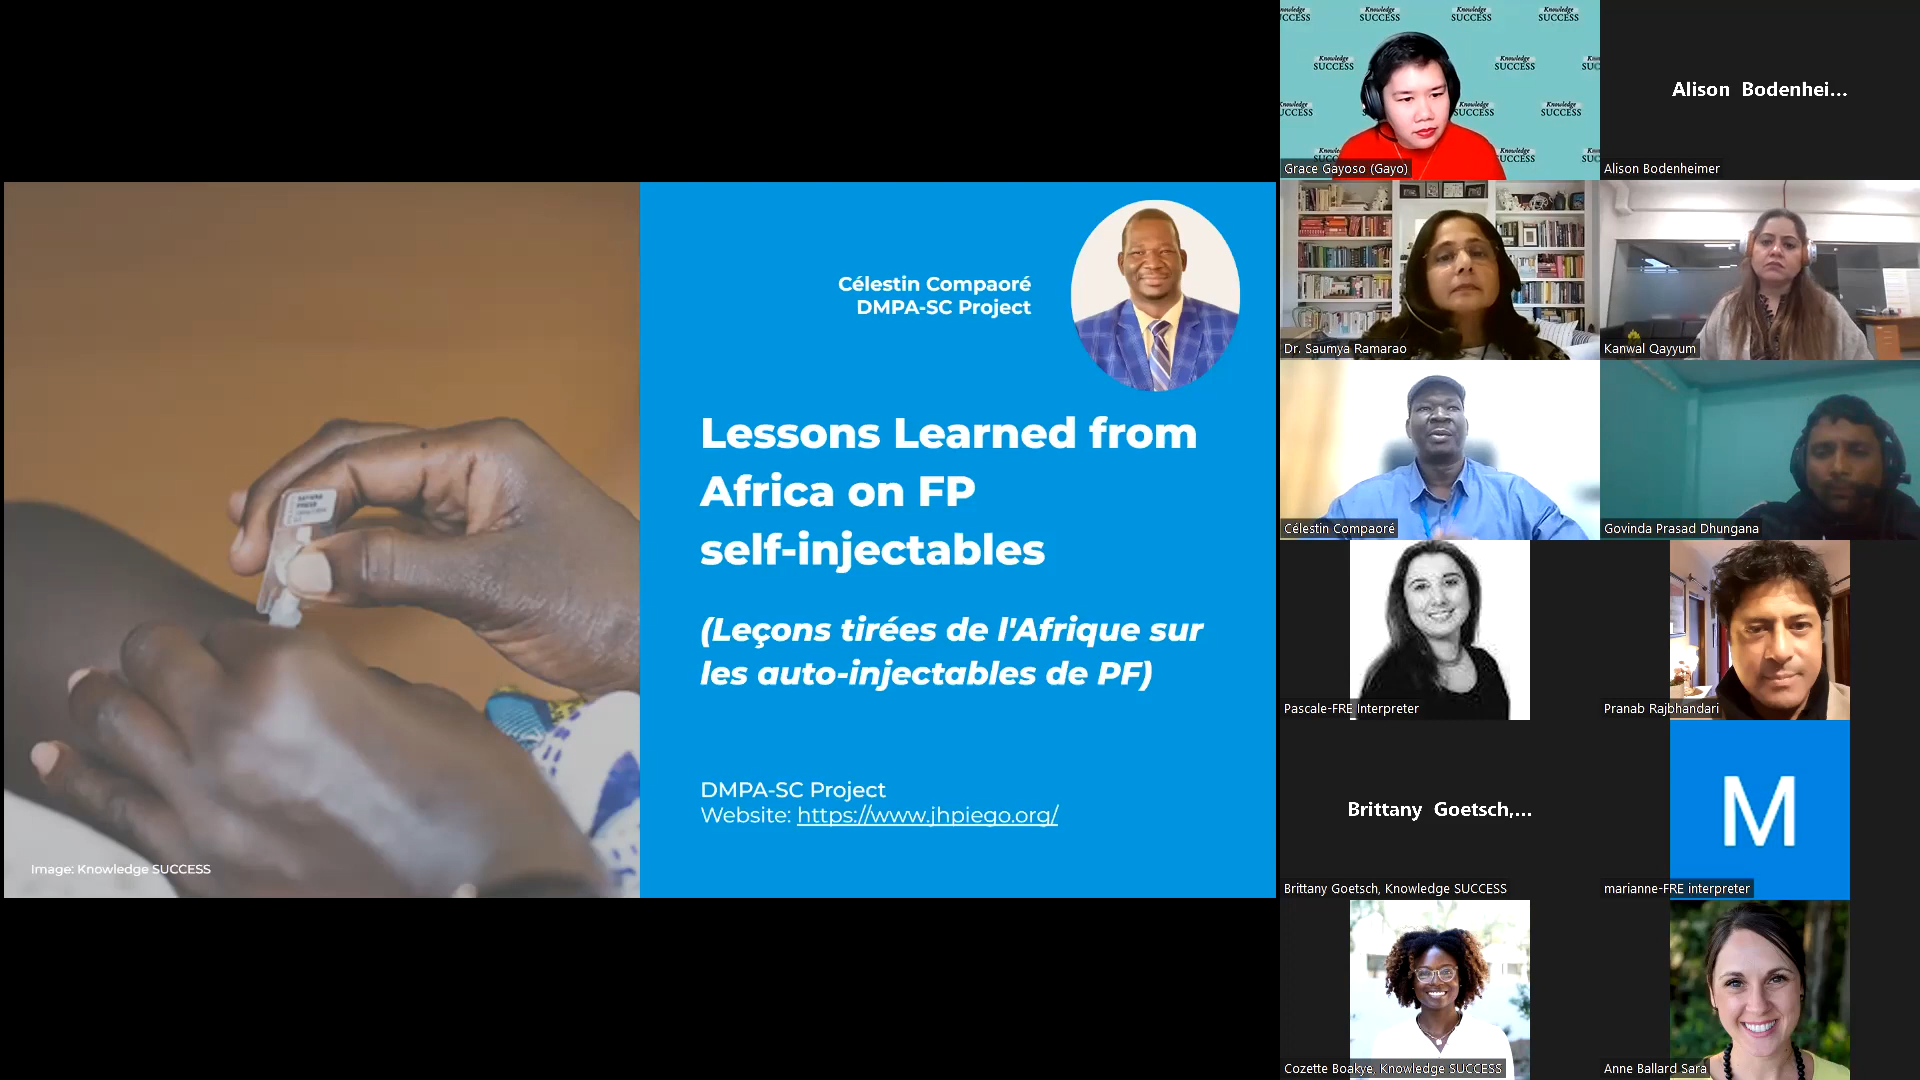 Célestin Compaoré
DMPA-SC Project
Lessons Learned from
Africa on FP
self-injectables
(Leçons tirées de l'Afrique sur
les auto-injectables de PF)
DMPA-SC Project
Website: https://www.jhpiego.org/
Image: Knowledge SUCCESS
Knowledge
SUCCESS
Grace Gayoso (Gayo)
Alison Bodenhei...
Alison Bodenheimer
Dr. Saumya Ramarao
Kanwal Qayyum
Célestin Compaoré
Govinda Prasad Dhungana
Pascale-FRE Interpreter
Pranab Rajbhandari
Brittany Goetsch,...
Brittany Goetsch, Knowledge SUCCESS
M
marianne-FRE interpreter
Cozette Boakye, Knowledge SUCCESS
Anne Ballard Sara